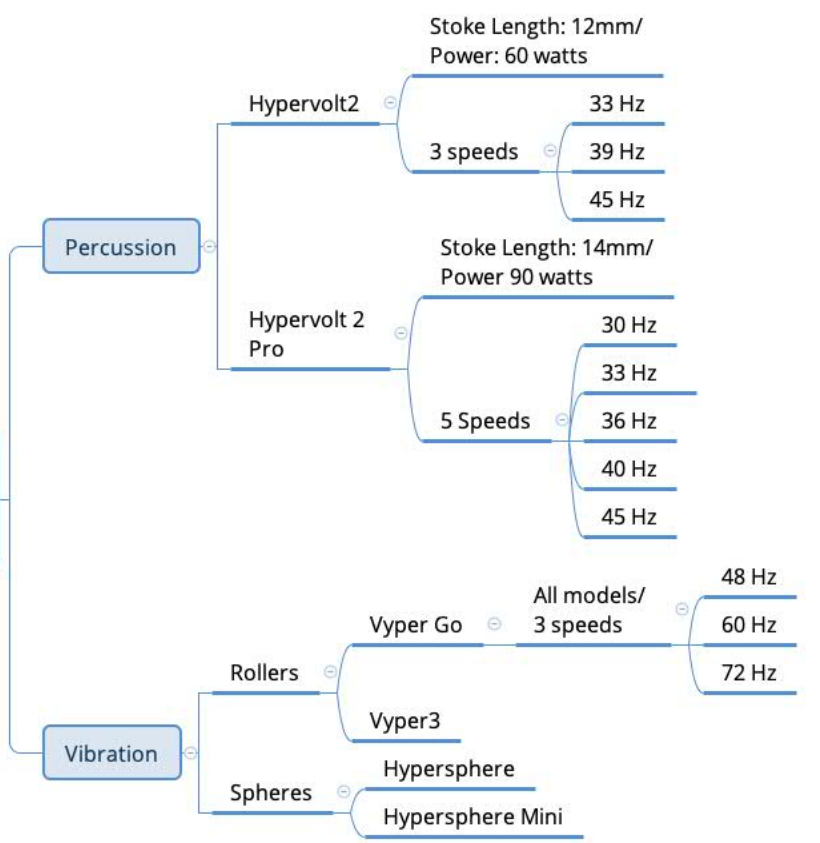 Stoke Length: 12mm/
Power: 60 watts
Hypervolt2
33 Hz
3 speeds
39 Hz
45 Hz
Percussion
Stoke Length: 14mm/
Power 90 watts
Hypervolt 2
Pro
30 Hz
33 Hz
5 Speeds
36 Hz
40 Hz
45 Hz
48 Hz
All models/
3 speeds
Vyper Go
60 Hz
72 Hz
Rollers
Vyper3
Vibration
Hypersphere
Spheres
Hypersphere Mini